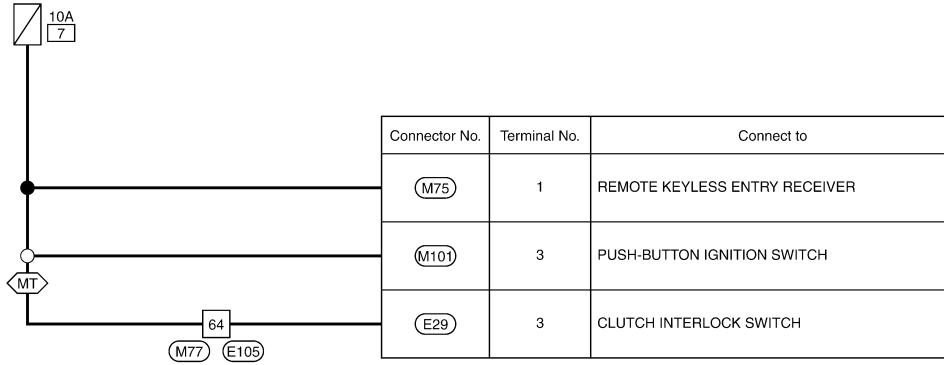 10A
7
Connector No. Terminal No. Connect to
M75 1 REMOTE KEYLESS ENTRY RECEIVER
M101 3 PUSH-BUTTON IGNITION SWITCH
MT
64 E29 3 CLUTCH INTERLOCK SWITCH
M77 E105